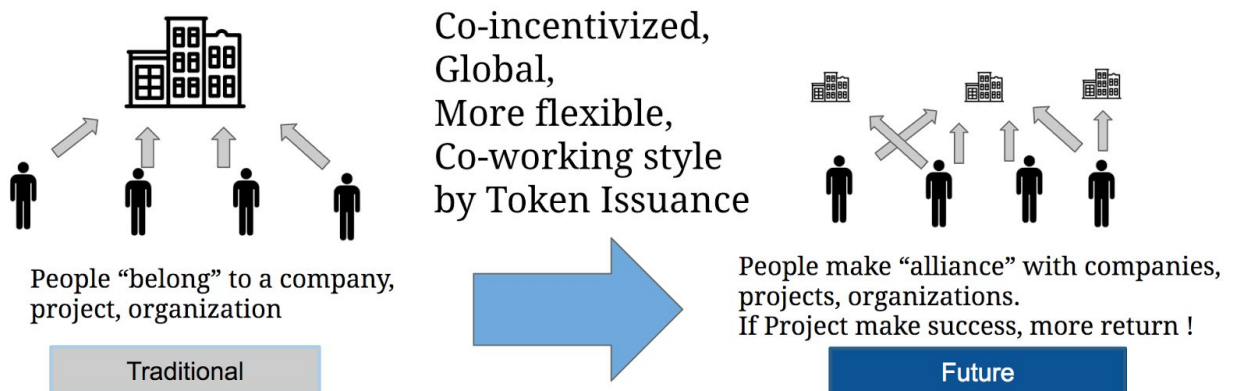 Co-incentivized,
Global,
More flexible,
Co-working style
by Token Issuance
People “belong” to a company,
project, organization
Traditional
People make “alliance” with companies,
projects, organizations.
If Project make success, more return !
Future